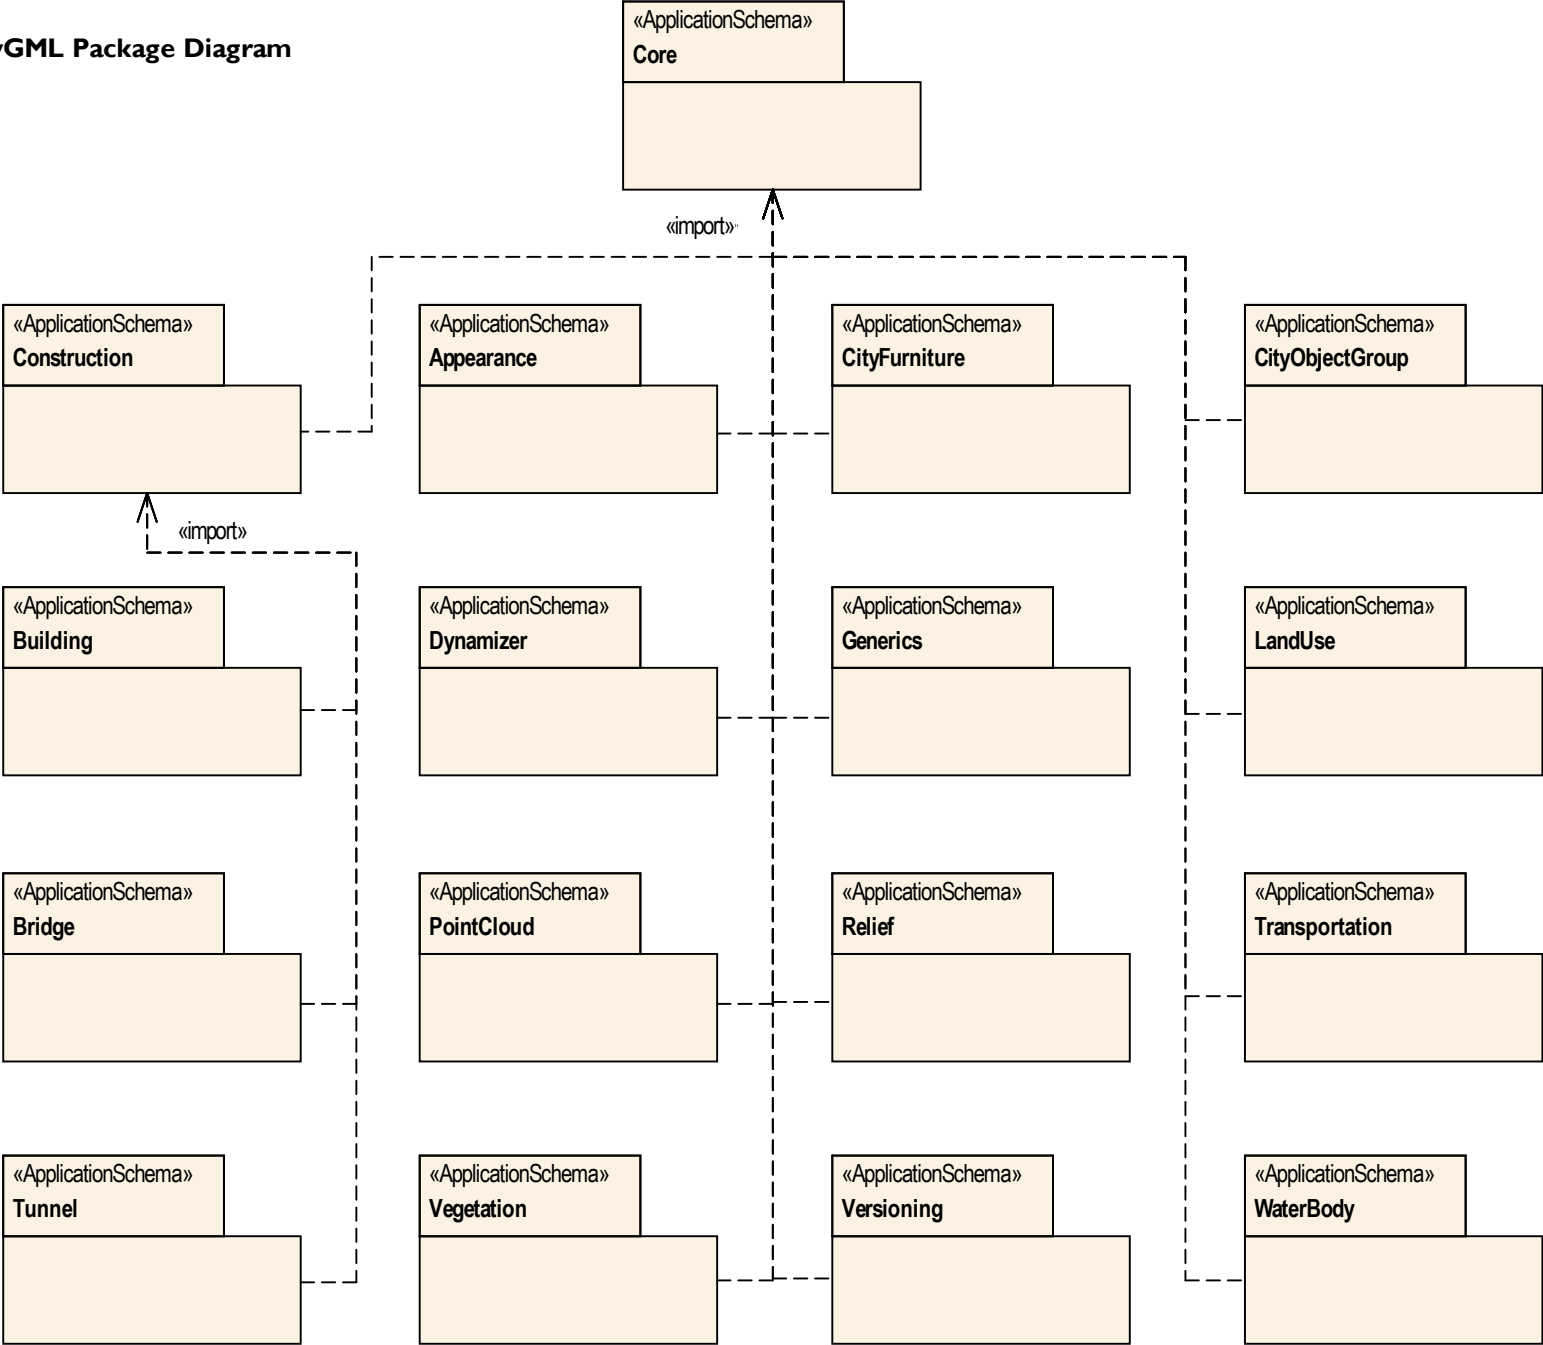 GML Package Diagram
«ApplicationSchema»
Core
«import»
«ApplicationSchema»
Construction
«ApplicationSchema»
Appearance
«ApplicationSchema»
CityFurniture
«ApplicationSchema»
CityObjectGroup
«import»
«ApplicationSchema»
Building
«ApplicationSchema»
Dynamizer
«ApplicationSchema»
Generics
«ApplicationSchema»
LandUse
«ApplicationSchema»
Bridge
«ApplicationSchema»
PointCloud
«ApplicationSchema»
Relief
«ApplicationSchema»
Transportation
«ApplicationSchema»
Tunnel
«ApplicationSchema»
Vegetation
«ApplicationSchema»
Versioning
«ApplicationSchema»
WaterBody